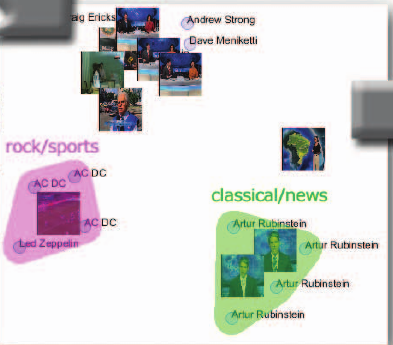 aig Ericks
Andrew Strong
Dave Meniketti
rock/sports
AC DC
AC DC
AC DC
Led Zeppelin
classical/news
Artur Rubinstein
Artur Rubinstein
Artur Rubinstein
Artur Rubinstein